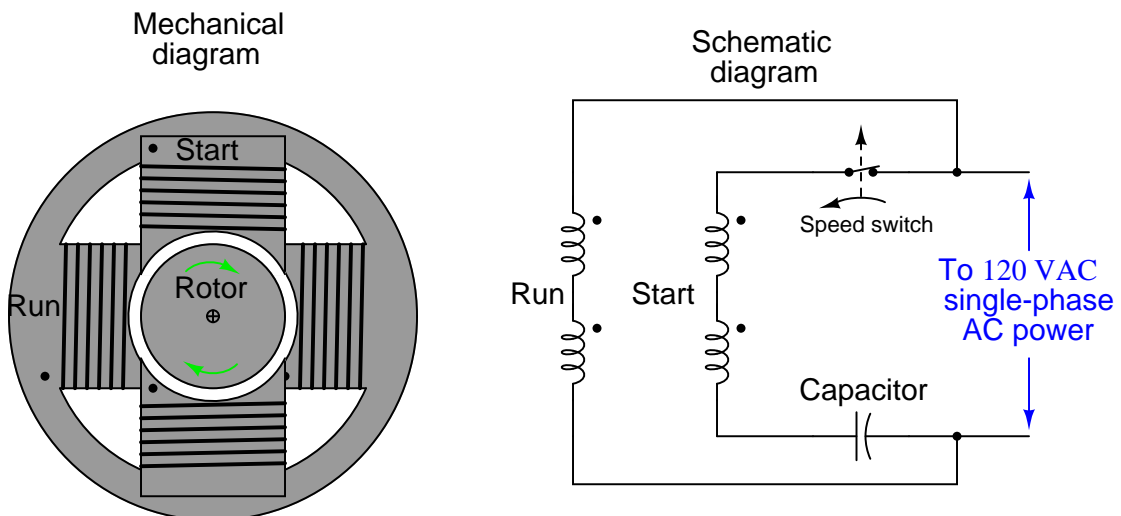 Mechanical
diagram
Start
Rotor
Run
Schematic
diagram
Speed switch
Run
Start
To 120 VAC
single-phase
AC power
Capacitor